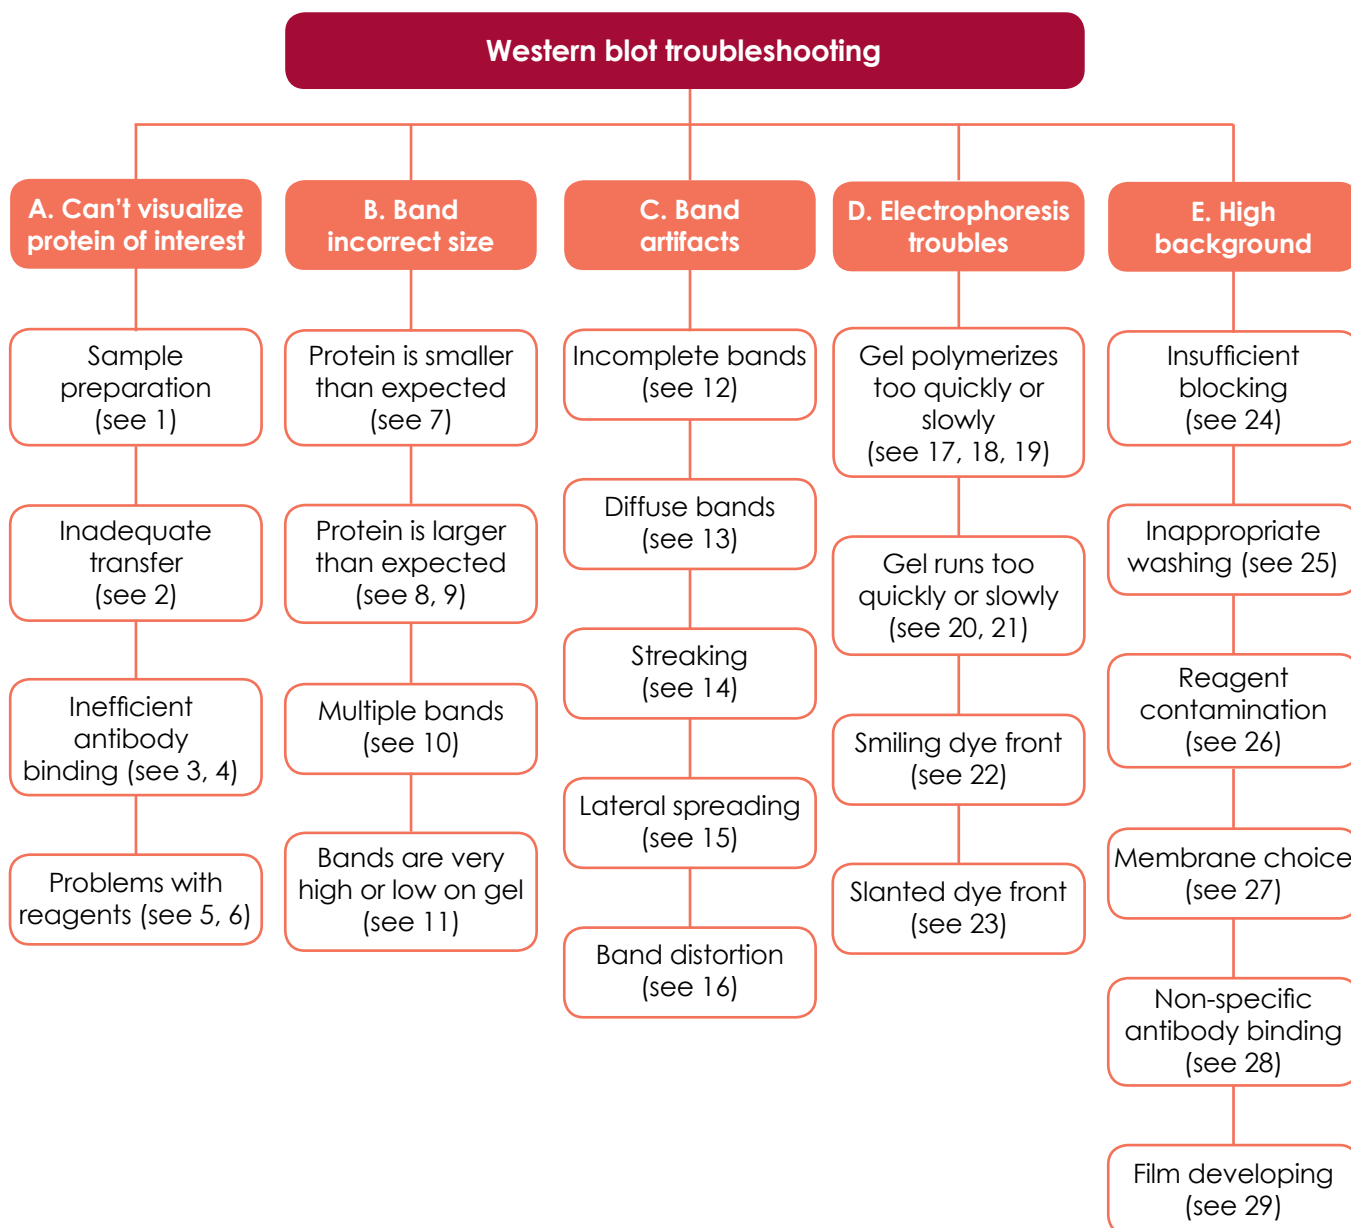 Western blot troubleshooting
A. Can't visualize
protein of interest
Sample
preparation
(see 1)
Inadequate
transfer
(see 2)
Inefficient
antibody
binding (see 3, 4)
Problems with
reagents (see 5, 6)
B. Band
incorrect size
Protein is smaller
than expected
(see 7)
Protein is larger
than expected
(see 8, 9)
Multiple bands
(see 10)
Bands are very
high or low on gel
(see 11)
C. Band
artifacts
Incomplete bands
(see 12)
Diffuse bands
(see 13)
Streaking
(see 14)
Lateral spreading
(see 15)
Band distortion
(see 16)
D. Electrophoresis
troubles
Gel polymerizes
too quickly or
slowly
(see 17, 18, 19)
Gel runs too
quickly or slowly
(see 20, 21)
Smiling dye front
(see 22)
Slanted dye front
(see 23)
E. High
background
Insufficient
blocking
(see 24)
Inappropriate
washing (see 25)
Reagent
contamination
(see 26)
Membrane choice
(see 27)
Non-specific
antibody binding
(see 28)
Film developing
(see 29)